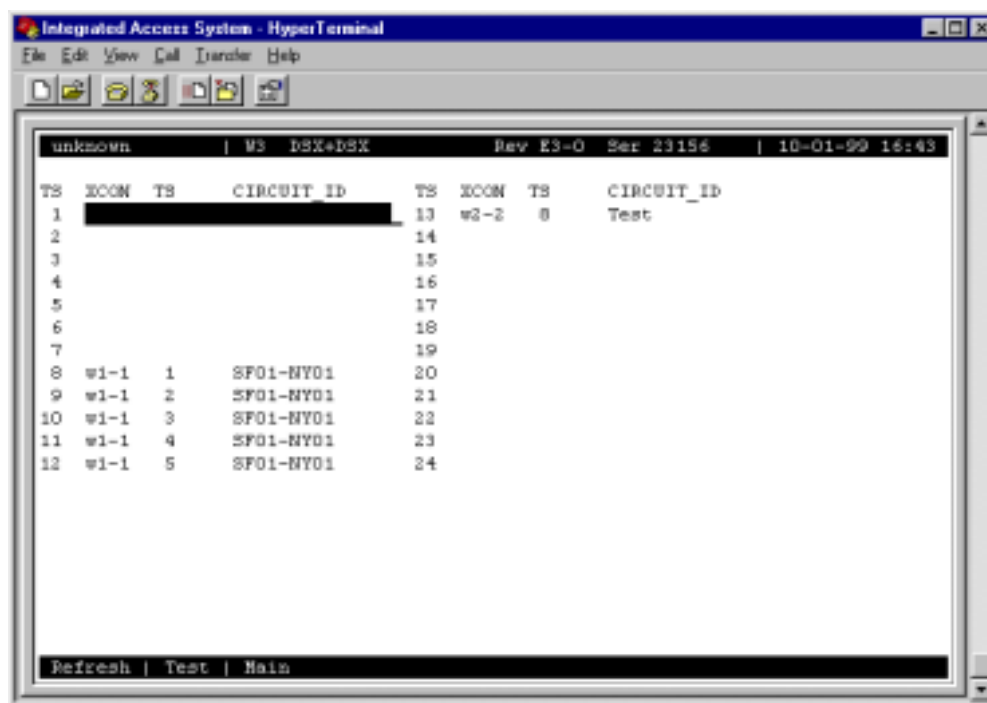 Integrated Access System - HyperTerminal
File Edit View Call Transfer Help
unknown | W3 DSX+DSX Rev E3-0 Ser 23156 | 10-01-99 16:43
TS XCON TS CIRCUIT_ID TS XCON TS CIRCUIT_ID
1 13 w2-2 8 Test
2 14
3 15
4 16
5 17
6 18
7 19
8 w1-1 1 SF01-NY01 20
9 w1-1 2 SF01-NY01 21
10 w1-1 3 SF01-NY01 22
11 w1-1 4 SF01-NY01 23
12 w1-1 5 SF01-NY01 24
Refresh | Test | Main